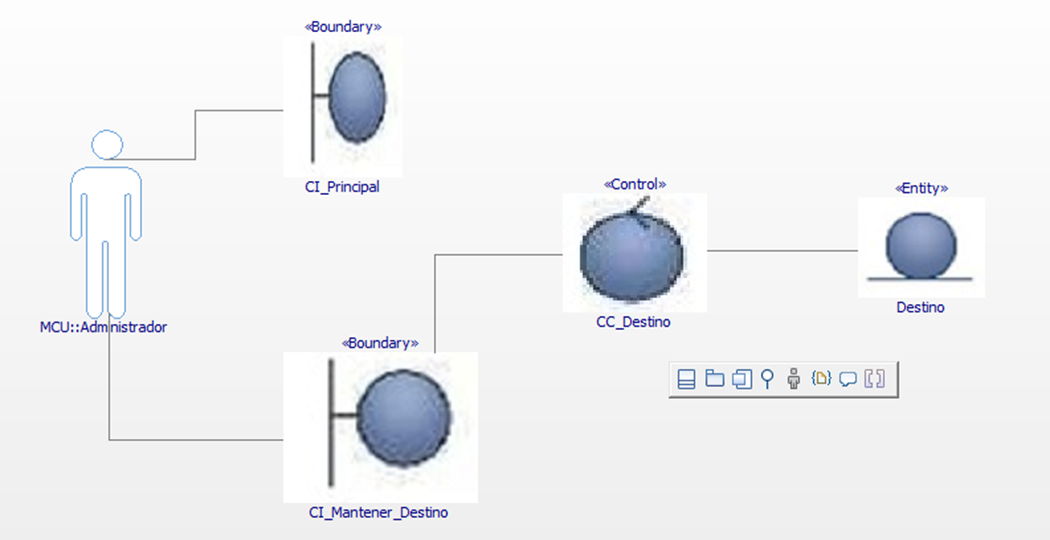 «Boundary»
CI_Principal
«Control»
«Entity»
Destino
CC_Destino
MCU::Administrador
«Boundary»
CI_Mantener_Destino